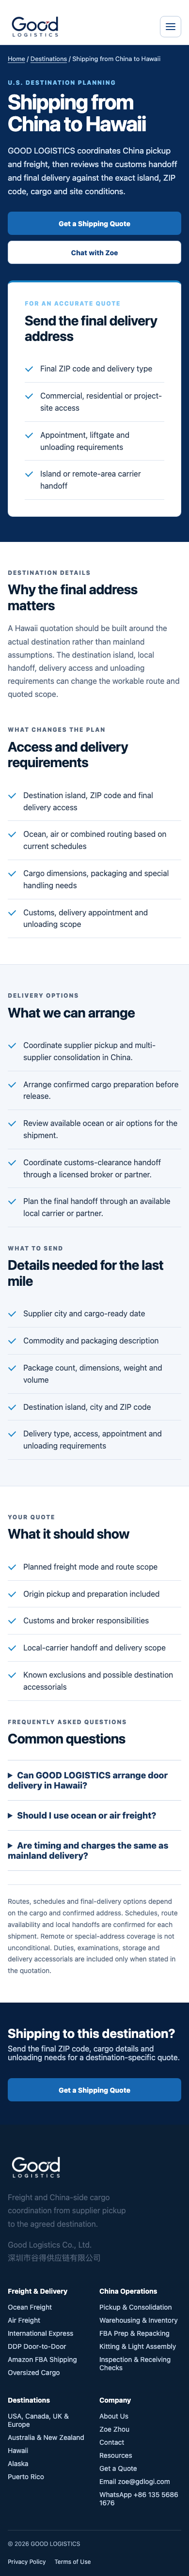 Good
LOGISTICS
Home / Destinations / Shipping from China to Hawaii
U.S. DESTINATION PLANNING
Shipping from
China to Hawaii
GOOD LOGISTICS coordinates China pickup
and freight, then reviews the customs handoff
and final delivery against the exact island, ZIP
code, cargo and site conditions.
Get a Shipping Quote
Chat with Zoe
FOR AN ACCURATE QUOTE
Send the final delivery
address
Final ZIP code and delivery type
Commercial, residential or project-
site access
Appointment, liftgate and
unloading requirements
Island or remote-area carrier
handoff
DESTINATION DETAILS
Why the final address
matters
A Hawaii quotation should be built around the
actual destination rather than mainland
assumptions. The destination island, local
handoff, delivery access and unloading
requirements can change the workable route and
quoted scope.
WHAT CHANGES THE PLAN
Access and delivery
requirements
Destination island, ZIP code and final
delivery access
Ocean, air or combined routing based on
current schedules
Cargo dimensions, packaging and special
handling needs
Customs, delivery appointment and
unloading scope
DELIVERY OPTIONS
What we can arrange
Coordinate supplier pickup and multi-
supplier consolidation in China.
Arrange confirmed cargo preparation before
release.
Review available ocean or air options for the
shipment.
Coordinate customs-clearance handoff
through a licensed broker or partner.
Plan the final handoff through an available
local carrier or partner.
WHAT TO SEND
Details needed for the last
mile
Supplier city and cargo-ready date
Commodity and packaging description
Package count, dimensions, weight and
volume
Destination island, city and ZIP code
Delivery type, access, appointment and
unloading requirements
YOUR QUOTE
What it should show
Planned freight mode and route scope
Origin pickup and preparation included
Customs and broker responsibilities
Local-carrier handoff and delivery scope
Known exclusions and possible destination
accessorials
FREQUENTLY ASKED QUESTIONS
Common questions
Can GOOD LOGISTICS arrange door
delivery in Hawaii?
Should I use ocean or air freight?
Are timing and charges the same as
mainland delivery?
Routes, schedules and final-delivery options depend
on the cargo and confirmed address. Schedules, route
availability and local handoffs are confirmed for each
shipment. Remote or special-address coverage is not
unconditional. Duties, examinations, storage and
delivery accessorials are included only when stated in
the quotation.
Shipping to this destination?
Send the final ZIP code, cargo details and
unloading needs for a destination-specific quote.
Get a Shipping Quote
Good
LOGISTICS
Freight and China-side cargo
coordination from supplier pickup
to the agreed destination.
Good Logistics Co., Ltd.
深圳市谷得供应链有限公司
Freight & Delivery
Ocean Freight
Air Freight
International Express
DDP Door-to-Door
Amazon FBA Shipping
Oversized Cargo
China Operations
Pickup & Consolidation
Warehousing & Inventory
FBA Prep & Repacking
Kitting & Light Assembly
Inspection & Receiving
Checks
Destinations
USA, Canada, UK &
Europe
Australia & New Zealand
Hawaii
Alaska
Puerto Rico
Company
About Us
Zoe Zhou
Contact
Resources
Get a Quote
Email zoe@gdlogi.com
WhatsApp +86 135 5686
1676
© 2026 GOOD LOGISTICS
Privacy Policy Terms of Use